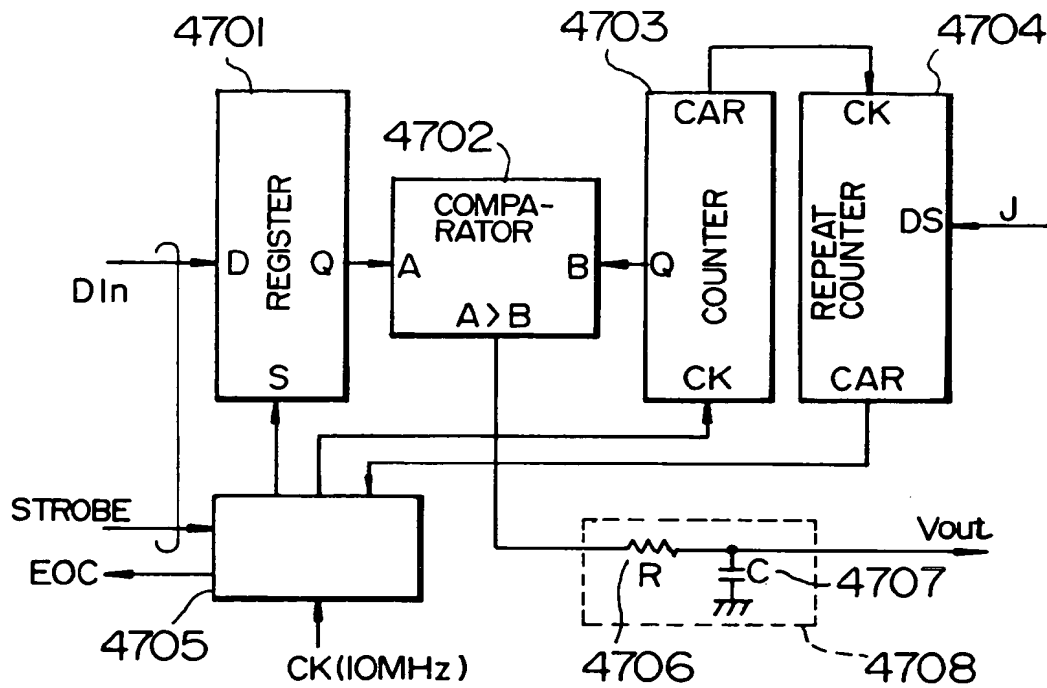 4701
4703
4704
4702
CAR
CK
COMPA-
RATOR
REGISTER
COUNTER
REPEAT
COUNTER
J
DS
DIn
D
Q
A
B
Q
A>B
S
CK
CAR
STROBE
EOC
Vout
R
C
4707
4705
CK(10MHz)
4706
4708